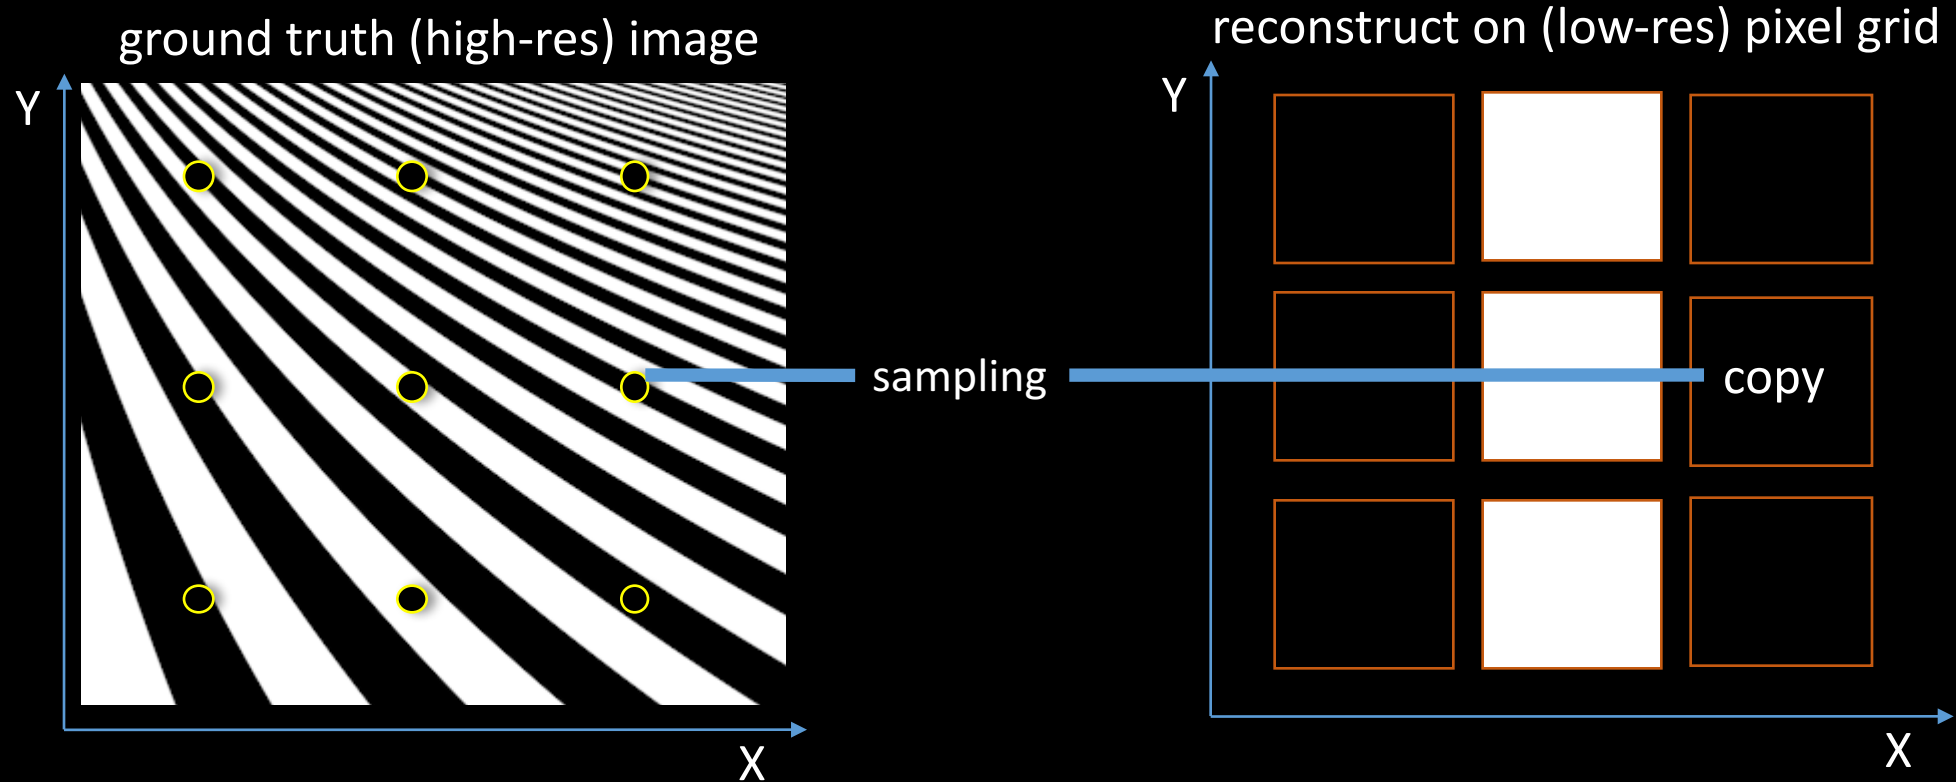 ground truth (high-res) image
Y
X
sampling
reconstruct on (low-res) pixel grid
Y
copy
X